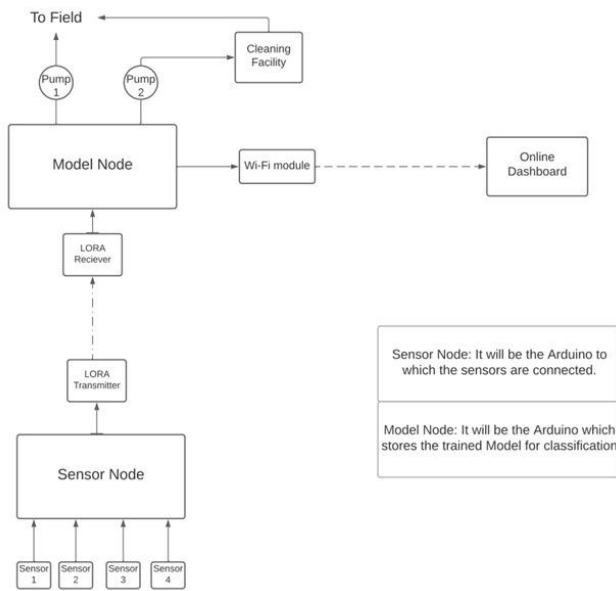 To Field
Cleaning
Facility
Pump
1
Pump
2
Model Node
Wi-Fi module
Online
Dashboard
LORA
Reciever
LORA
Transmitter
Sensor Node: It will be the Arduino to
which the sensors are connected.
Model Node: It will be the Arduino which
stores the trained Model for classification
Sensor Node
Sensor
1
Sensor
2
Sensor
3
Sensor
4